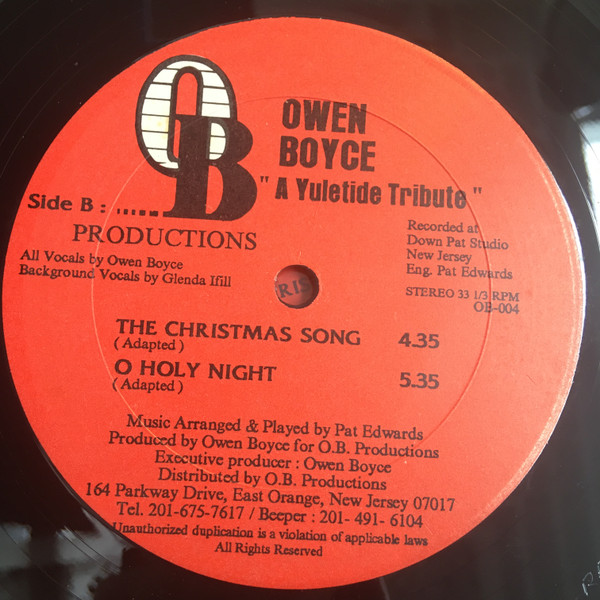 OB
OWEN
BOYCE
" A Yuletide Tribute "
Side B : ......
PRODUCTIONS
All Vocals by Owen Boyce
Background Vocals by Glenda Ifill
Recorded at
Down Pat Studio
New Jersey
Eng. Pat Edwards
STEREO 33 1/3 RPM
OB-004
RIS
THE CHRISTMAS SONG 4.35
( Adapted )
O HOLY NIGHT 5.35
( Adapted )
Music Arranged & Played by Pat Edwards
Produced by Owen Boyce for O.B. Productions
Executive producer : Owen Boyce
Distributed by O.B. Productions
164 Parkway Drive, East Orange, New Jersey 07017
Tel. 201-675-7617 / Beeper : 201- 491- 6104
Unauthorized duplication is a violation of applicable laws
All Rights Reserved